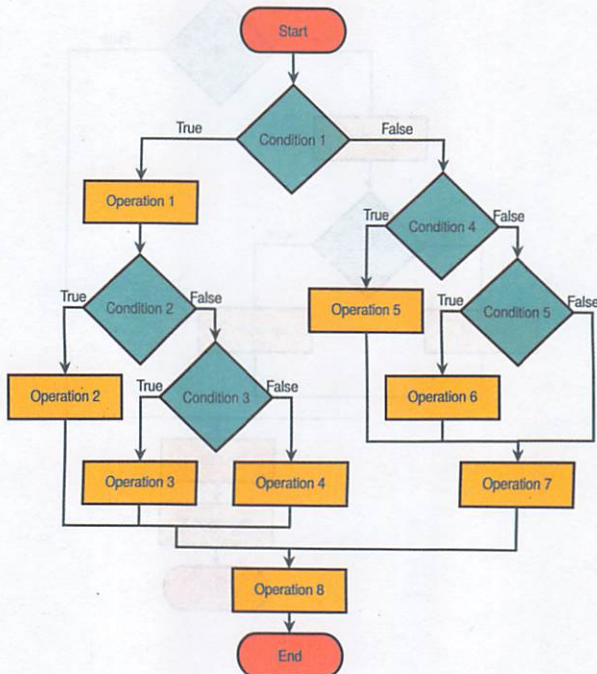 Start
True
Condition 1
False
Operation 1
True
Condition 4
False
True
Condition 2
False
Operation 5
True
Condition 5
False
Operation 2
True
Condition 3
False
Operation 6
Operation 3
Operation 4
Operation 7
Operation 8
End